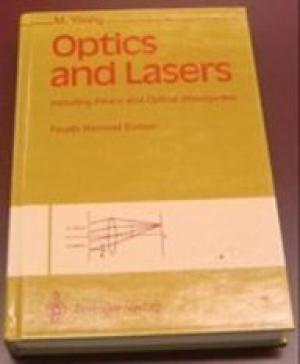 M. Young
Optics
and Lasers
Including Fibers and Optical Waveguides
Fourth Revised Edition
Springer-Verlag